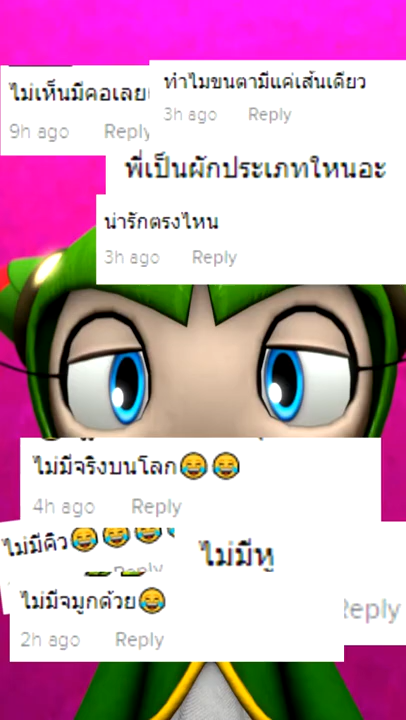 ไม่เห็นมีคอเลย
9h ago Reply
ทำไมขนตามีแค่เส้นเดียว
3h ago Reply
พี่เป็นผักประเภทไหนอะ
น่ารักตรงไหน
3h ago Reply
ไม่มีจริงบนโลก😂😂
4h ago Reply
ไม่มีคิ้ว😂😂😂
Reply
ไม่มีหู
ไม่มีจมูกด้วย😂
2h ago Reply
Reply